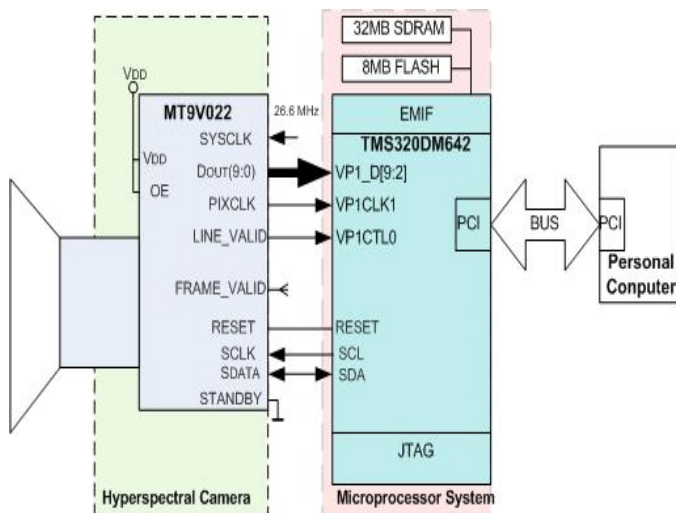 32MB SDRAM
8MB FLASH
VDD
MT9V022
26.6 MHz
EMIF
SYSCLK
TMS320DM642
VDD
DOUT(9:0)
VP1_D[9:2]
OE
PIXCLK
VP1CLK1
PCI
BUS
PCI
LINE_VALID
VP1CTL0
Personal
Conputer
FRAME_VALID
RESET
RESET
SCLK
SCL
SDATA
SDA
STANDBY
JTAG
Hyperspectral Camera
Microprocessor System